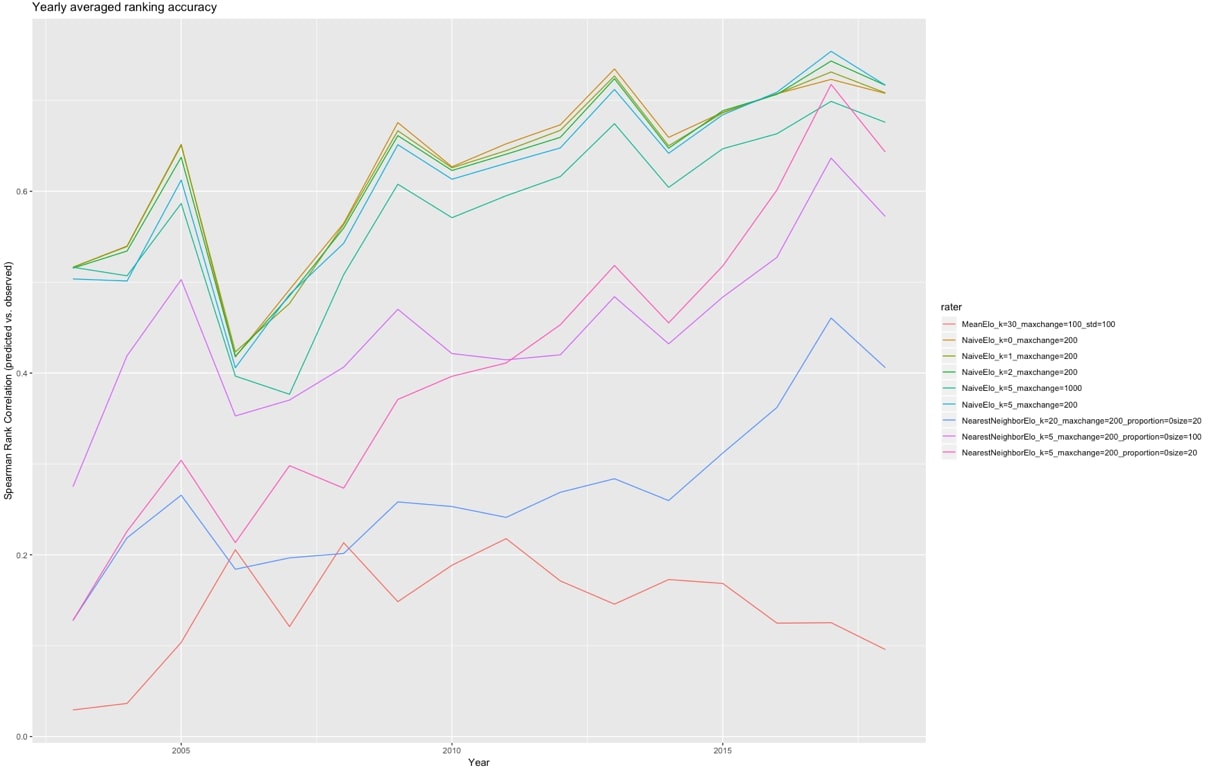 Yearly averaged ranking accuracy
Spearman Rank Correlation (predicted vs. observed)
0.6
0.4
0.2
0.0
2005
2010
2015
Year
rater
MeanElo_k=30_maxchange=100_std=100
NaiveElo_k=0_maxchange=200
NaiveElo_k=1_maxchange=200
NaiveElo_k=2_maxchange=200
NaiveElo_k=5_maxchange=1000
NaiveElo_k=5_maxchange=200
NearestNeighborElo_k=20_maxchange=200_proportion=0size=20
NearestNeighborElo_k=5_maxchange=200_proportion=0size=100
NearestNeighborElo_k=5_maxchange=200_proportion=0size=20